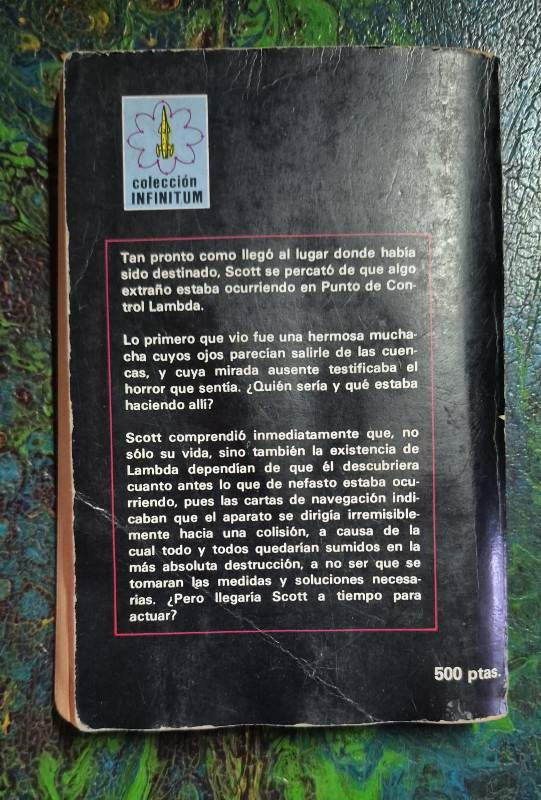 colección
INFINITUM
Tan pronto como llegó al lugar donde había
sido destinado, Scott se percató de que algo
extraño estaba ocurriendo en Punto de Con-
trol Lambda.
Lo primero que vio fue una hermosa mucha-
cha cuyos ojos parecían salirle de las cuen-
cas, y cuya mirada ausente testificaba el
horror que sentía. ¿Quién sería y qué estaba
haciendo allí?
Scott comprendió inmediatamente que, no
sólo su vida, sino también la existencia de
Lambda dependían de que él descubriera
cuanto antes lo que de nefasto estaba ocu-
rriendo, pues las cartas de navegación indi-
caban que el aparato se dirigía irremisible-
mente hacia una colisión, a causa de la
cual todo y todos quedarían sumidos en la
más absoluta destrucción, a no ser que se
tomaran las medidas y soluciones necesa-
rias. ¿Pero llegaría Scott a tiempo para
actuar?
500 ptas.